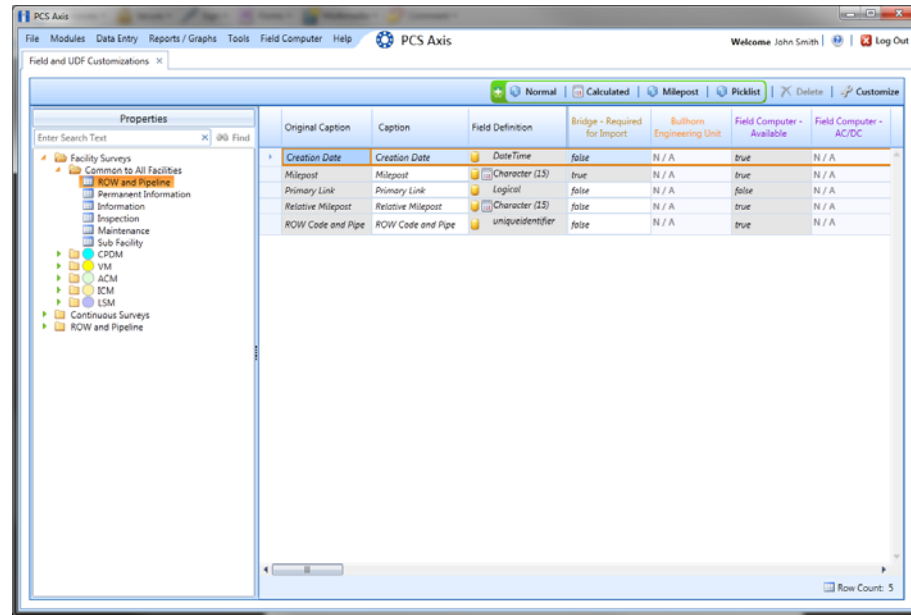 PCS Axis
File Modules Data Entry Reports / Graphs Tools Field Computer Help PCS Axis Welcome John Smith | Log Out
Field and UDF Customizations ×
Normal | Calculated | Milepost | Picklist | Delete | Customize
Properties
Enter Search Text × Find
Facility Surveys
Common to All Facilities
ROW and Pipeline
Permanent Information
Information
Inspection
Maintenance
Sub Facility
CPDM
VM
ACM
ICM
LSM
Continuous Surveys
ROW and Pipeline
Original Caption Caption Field Definition Bridge - Required for Import Bullhorn Engineering Unit Field Computer - Available Field Computer - AC/DC
Creation Date Creation Date DateTime false N / A true N / A
Milepost Milepost Character (15) true N / A true N / A
Primary Link Primary Link Logical false N / A false N / A
Relative Milepost Relative Milepost Character (15) false N / A true N / A
ROW Code and Pipe ROW Code and Pipe uniqueidentifier false N / A true N / A
Row Count: 5